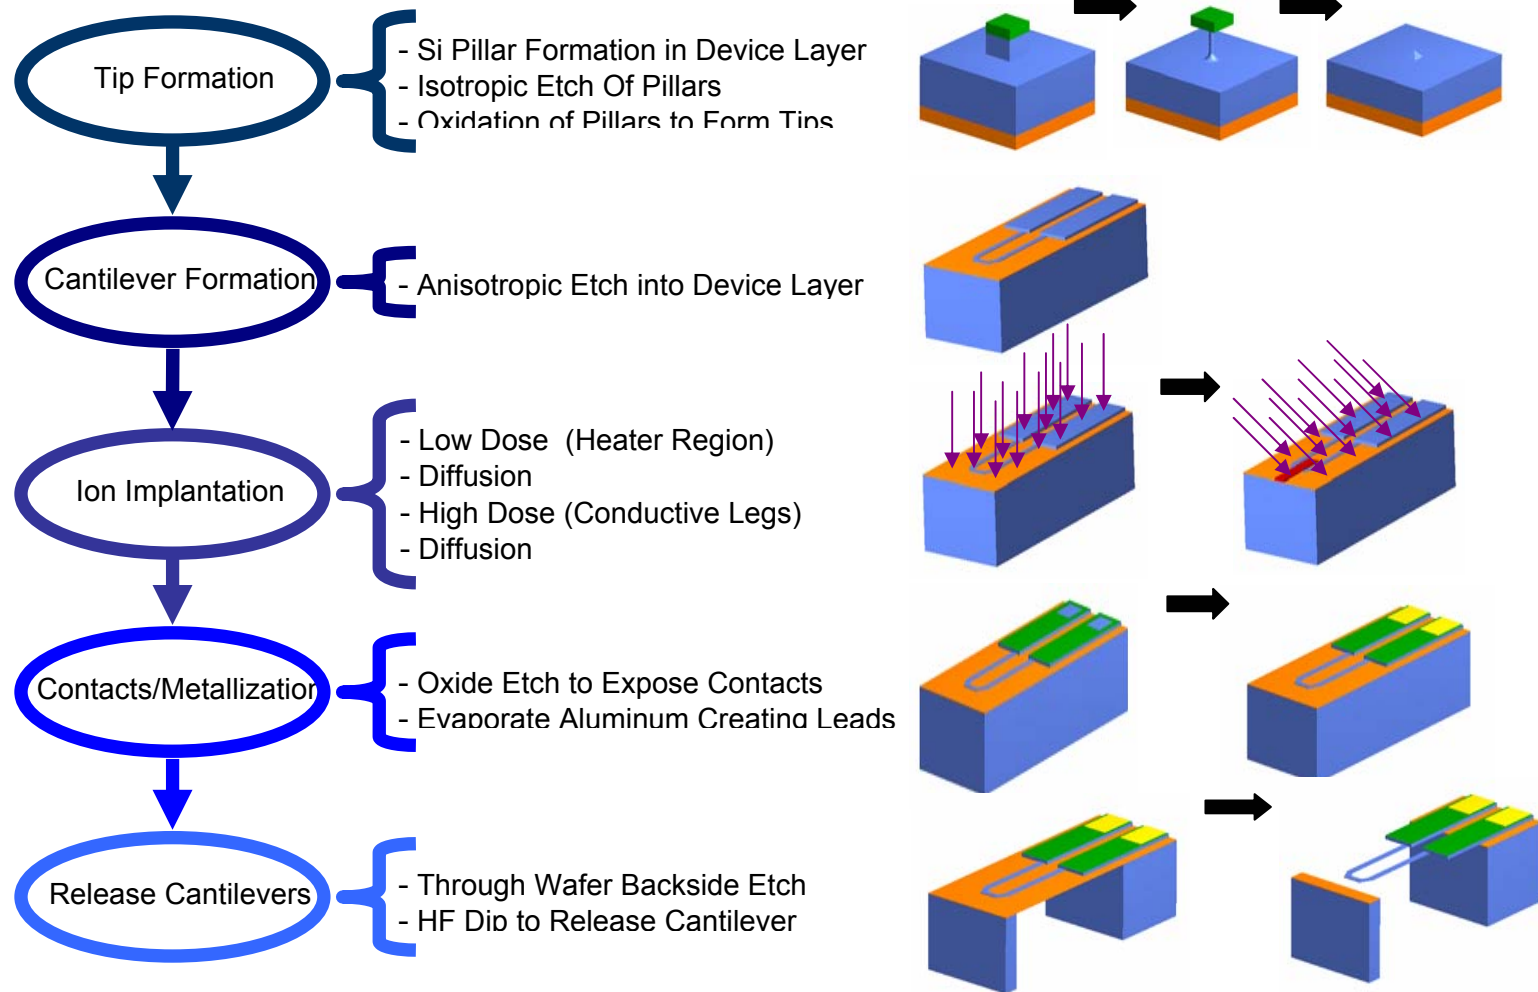 Tip Formation
- Si Pillar Formation in Device Layer
- Isotropic Etch Of Pillars
- Oxidation of Pillars to Form Tips
Cantilever Formation
- Anisotropic Etch into Device Layer
Ion Implantation
- Low Dose (Heater Region)
- Diffusion
- High Dose (Conductive Legs)
- Diffusion
Contacts/Metallization
- Oxide Etch to Expose Contacts
- Evaporate Aluminum Creating Leads
Release Cantilevers
- Through Wafer Backside Etch
- HF Dip to Release Cantilever